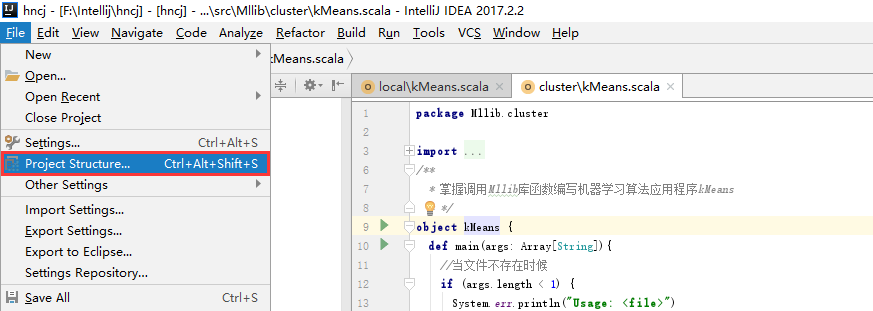 hncj - [F:\Intellij\hncj] - [hncj] - ...\src\Mllib\cluster\kMeans.scala - IntelliJ IDEA 2017.2.2
File Edit View Navigate Code Analyze Refactor Build Run Tools VCS Window Help
New
Open...
Open Recent
Close Project
Settings... Ctrl+Alt+S
Project Structure... Ctrl+Alt+Shift+S
Other Settings
Import Settings...
Export Settings...
Export to Eclipse...
Settings Repository...
Save All Ctrl+S
Means.scala
local\kMeans.scala cluster\kMeans.scala
1 package Mllib.cluster
2
3 import ...
6 /**
7 * 掌握调用Mllib库函数编写机器学习算法应用程序kMeans
8 */
9 object kMeans {
10 def main(args: Array[String]){
11 //当文件不存在时候
12 if (args.length < 1) {
13 System.err.println("Usage: <file>")